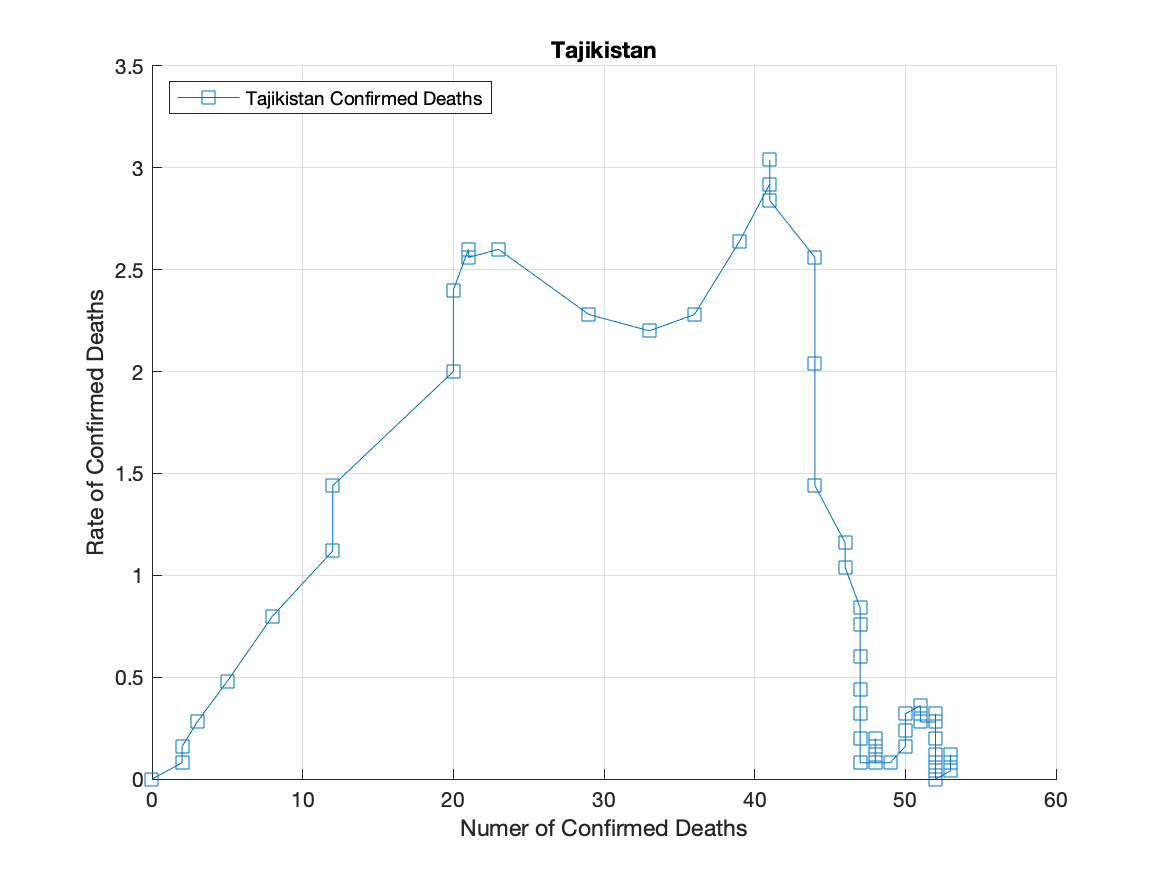 Tajikistan
Tajikistan Confirmed Deaths
3.5
3
2.5
2
1.5
1
0.5
0
Rate of Confirmed Deaths
0 10 20 30 40 50 60
Numer of Confirmed Deaths